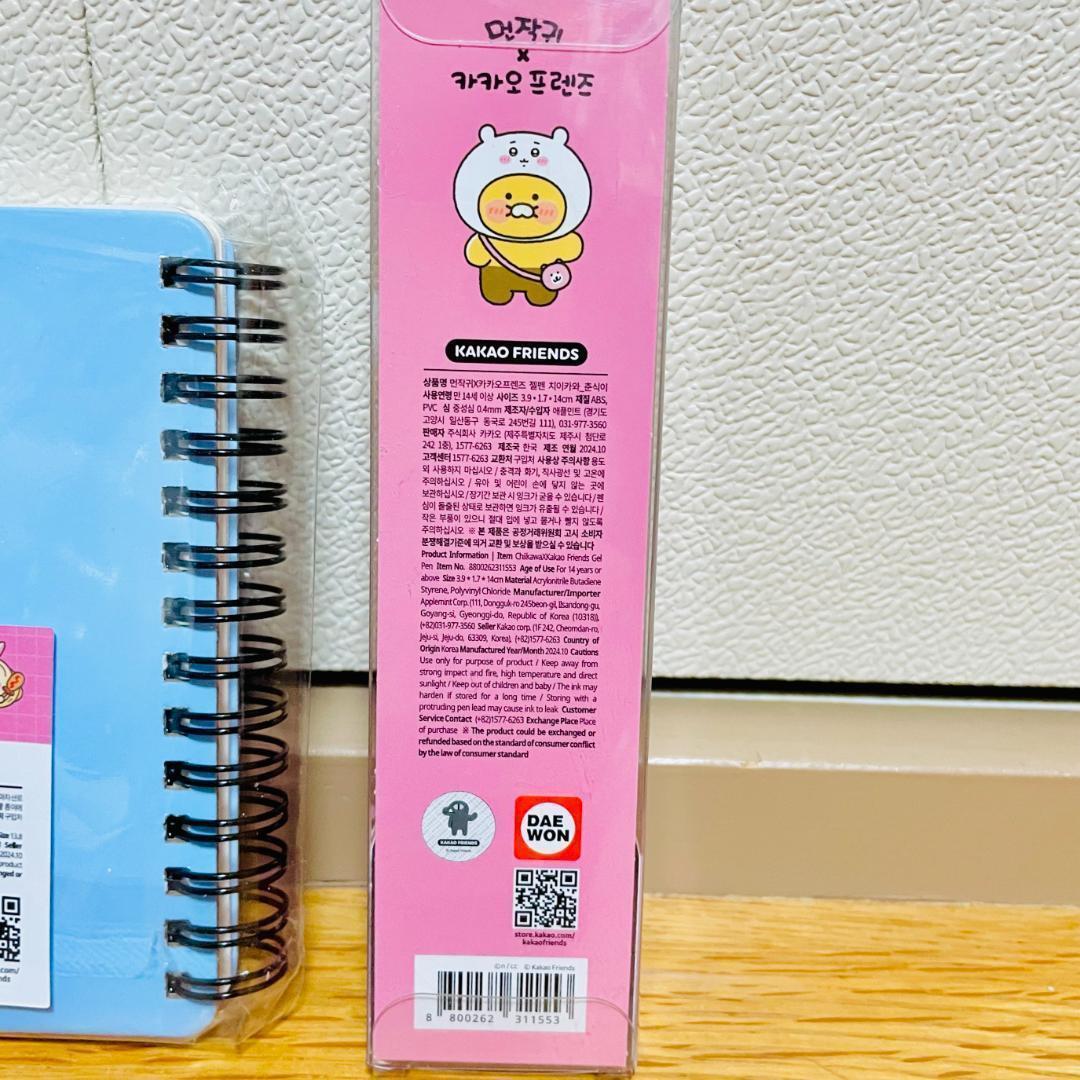 먼작귀
x
카카오 프렌즈
KAKAO FRIENDS
상품명 먼작귀X카카오프렌즈 젤펜 치이카와_춘식이
사용연령 만 14세 이상 사이즈 3.9 * 1.7 * 14cm 재질 ABS,
PVC 심 중성심 0.4mm 제조자/수입자 애플민트 (경기도
고양시 일산동구 동국로 245번길 111), 031-977-3560
판매자 주식회사 카카오 (제주특별자치도 제주시 첨단로
242 1층), 1577-6263 제조국 한국 제조 연월 2024.10
고객센터 1577-6263 교환처 구입처 사용상 주의사항 용도
외 사용하지 마십시오 / 충격과 화기, 직사광선 및 고온에
주의하십시오 / 유아 및 어린이 손에 닿지 않는 곳에
보관하십시오 / 장기간 보관 시 잉크가 굳을 수 있습니다 / 펜
심이 돌출된 상태로 보관하면 잉크가 유출될 수 있습니다 /
작은 부품이 있으니 절대 입에 넣고 물거나 빨지 않도록
주의하십시오 ※ 본 제품은 공정거래위원회 고시 소비자
분쟁해결기준에 의거 교환 및 보상을 받으실 수 있습니다
Product Information | Item ChiikawaXKakao Friends Gel
Pen Item No. 8800262311553 Age of Use For 14 years or
above Size 3.9 * 1.7 * 14cm Material Acrylonitrile Butadiene
Styrene, Polyvinyl Chloride Manufacturer/Importer
Applemint Corp. (111, Dongguk-ro 245beon-gil, Ilsandong-gu,
Goyang-si, Gyeonggi-do, Republic of Korea (10318)),
(+82)031-977-3560 Seller Kakao corp. (1F 242, Cheomdan-ro,
Jeju-si, Jeju-do, 63309, Korea), (+82)1577-6263 Country of
Origin Korea Manufactured Year/Month 2024.10 Cautions
Use only for purpose of product / Keep away from
strong impact and fire, high temperature and direct
sunlight / Keep out of children and baby / The ink may
harden if stored for a long time / Storing with a
protruding pen lead may cause ink to leak Customer
Service Contact (+82)1577-6263 Exchange Place Place
of purchase ※ The product could be exchanged or
refunded based on the standard of consumer conflict
by the law of consumer standard
KAKAO FRIENDS
DAE
WON
store.kakao.com/
kakaofriends
© Kakao Friends
8 800262 311553
구입처
Size 13.8
Seller
2024.10
product
nged or
.com/
nds